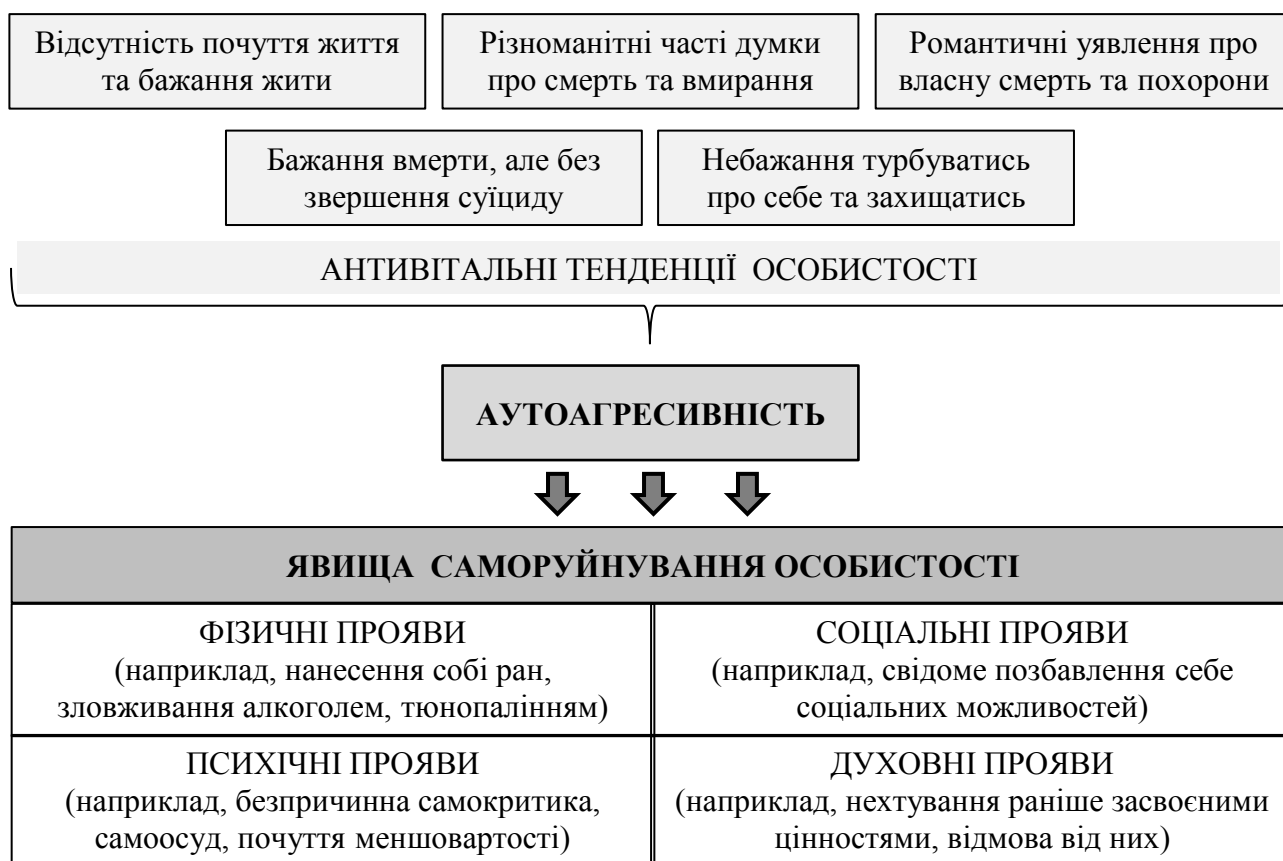 Відсутність почуття життя
та бажання жити
Різноманітні часті думки
про смерть та вмирання
Романтичні уявлення про
власну смерть та похорони
Бажання вмерти, але без
звершення суїциду
Небажання турбуватись
про себе та захищатись
АНТИВІТАЛЬНІ ТЕНДЕНЦІЇ ОСОБИСТОСТІ
АУТОАГРЕСИВНІСТЬ
ЯВИЩА САМОРУЙНУВАННЯ ОСОБИСТОСТІ
ФІЗИЧНІ ПРОЯВИ
(наприклад, нанесення собі ран,
зловживання алкоголем, тюнопалінням)
СОЦІАЛЬНІ ПРОЯВИ
(наприклад, свідоме позбавлення себе
соціальних можливостей)
ПСИХІЧНІ ПРОЯВИ
(наприклад, безпричинна самокритика,
самоосуд, почуття меншовартості)
ДУХОВНІ ПРОЯВИ
(наприклад, нехтування раніше засвоєними
цінностями, відмова від них)